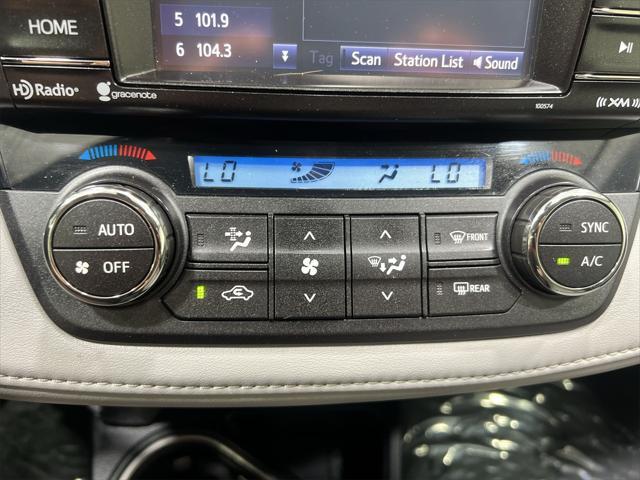 HOME
5 101.9
6 104.3
Tag
Scan
Station List
Sound
HD Radio
gracenote
100574
XM
LO
LO
AUTO
OFF
FRONT
REAR
SYNC
A/C